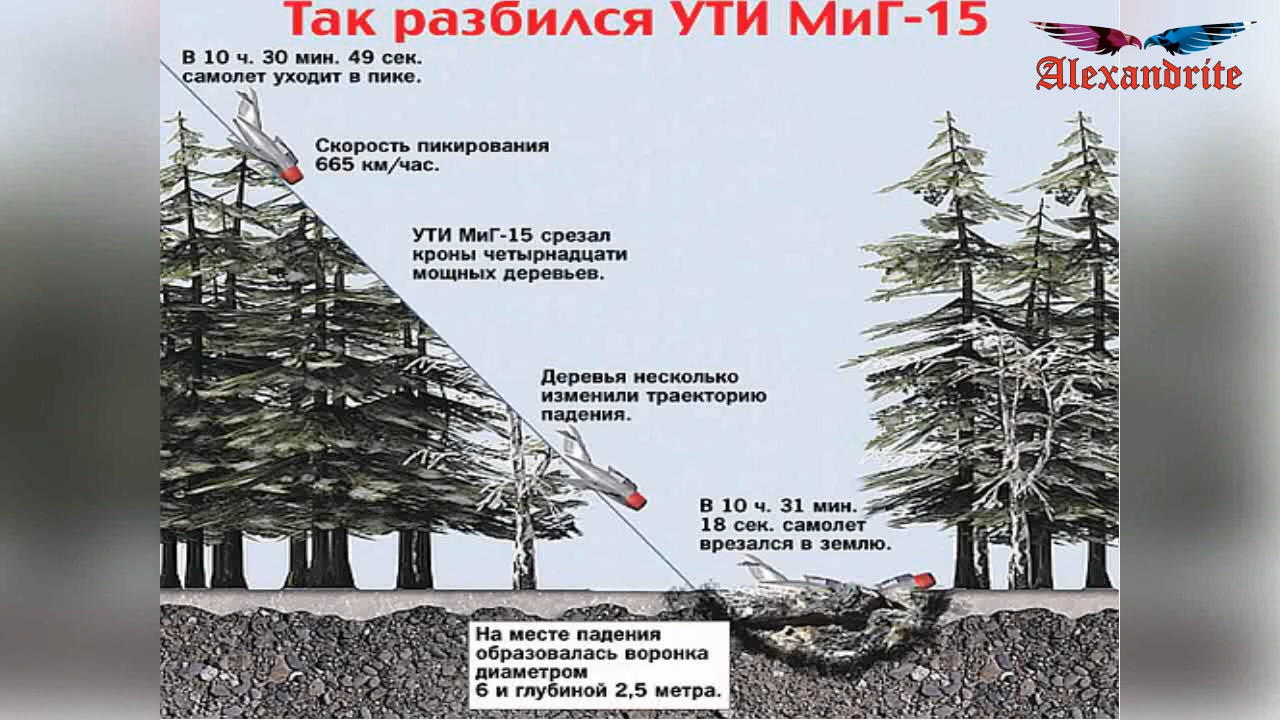 Так разбился УТИ МиГ-15
Alexandrite
В 10 ч. 30 мин. 49 сек.
самолет уходит в пике.
Скорость пикирования
665 км/час.
УТИ МиГ-15 срезал
кроны четырнадцати
мощных деревьев.
Деревья несколько
изменили траекторию
падения.
В 10 ч. 31 мин.
18 сек. самолет
врезался в землю.
На месте падения
образовалась воронка
диаметром
6 и глубиной 2,5 метра.